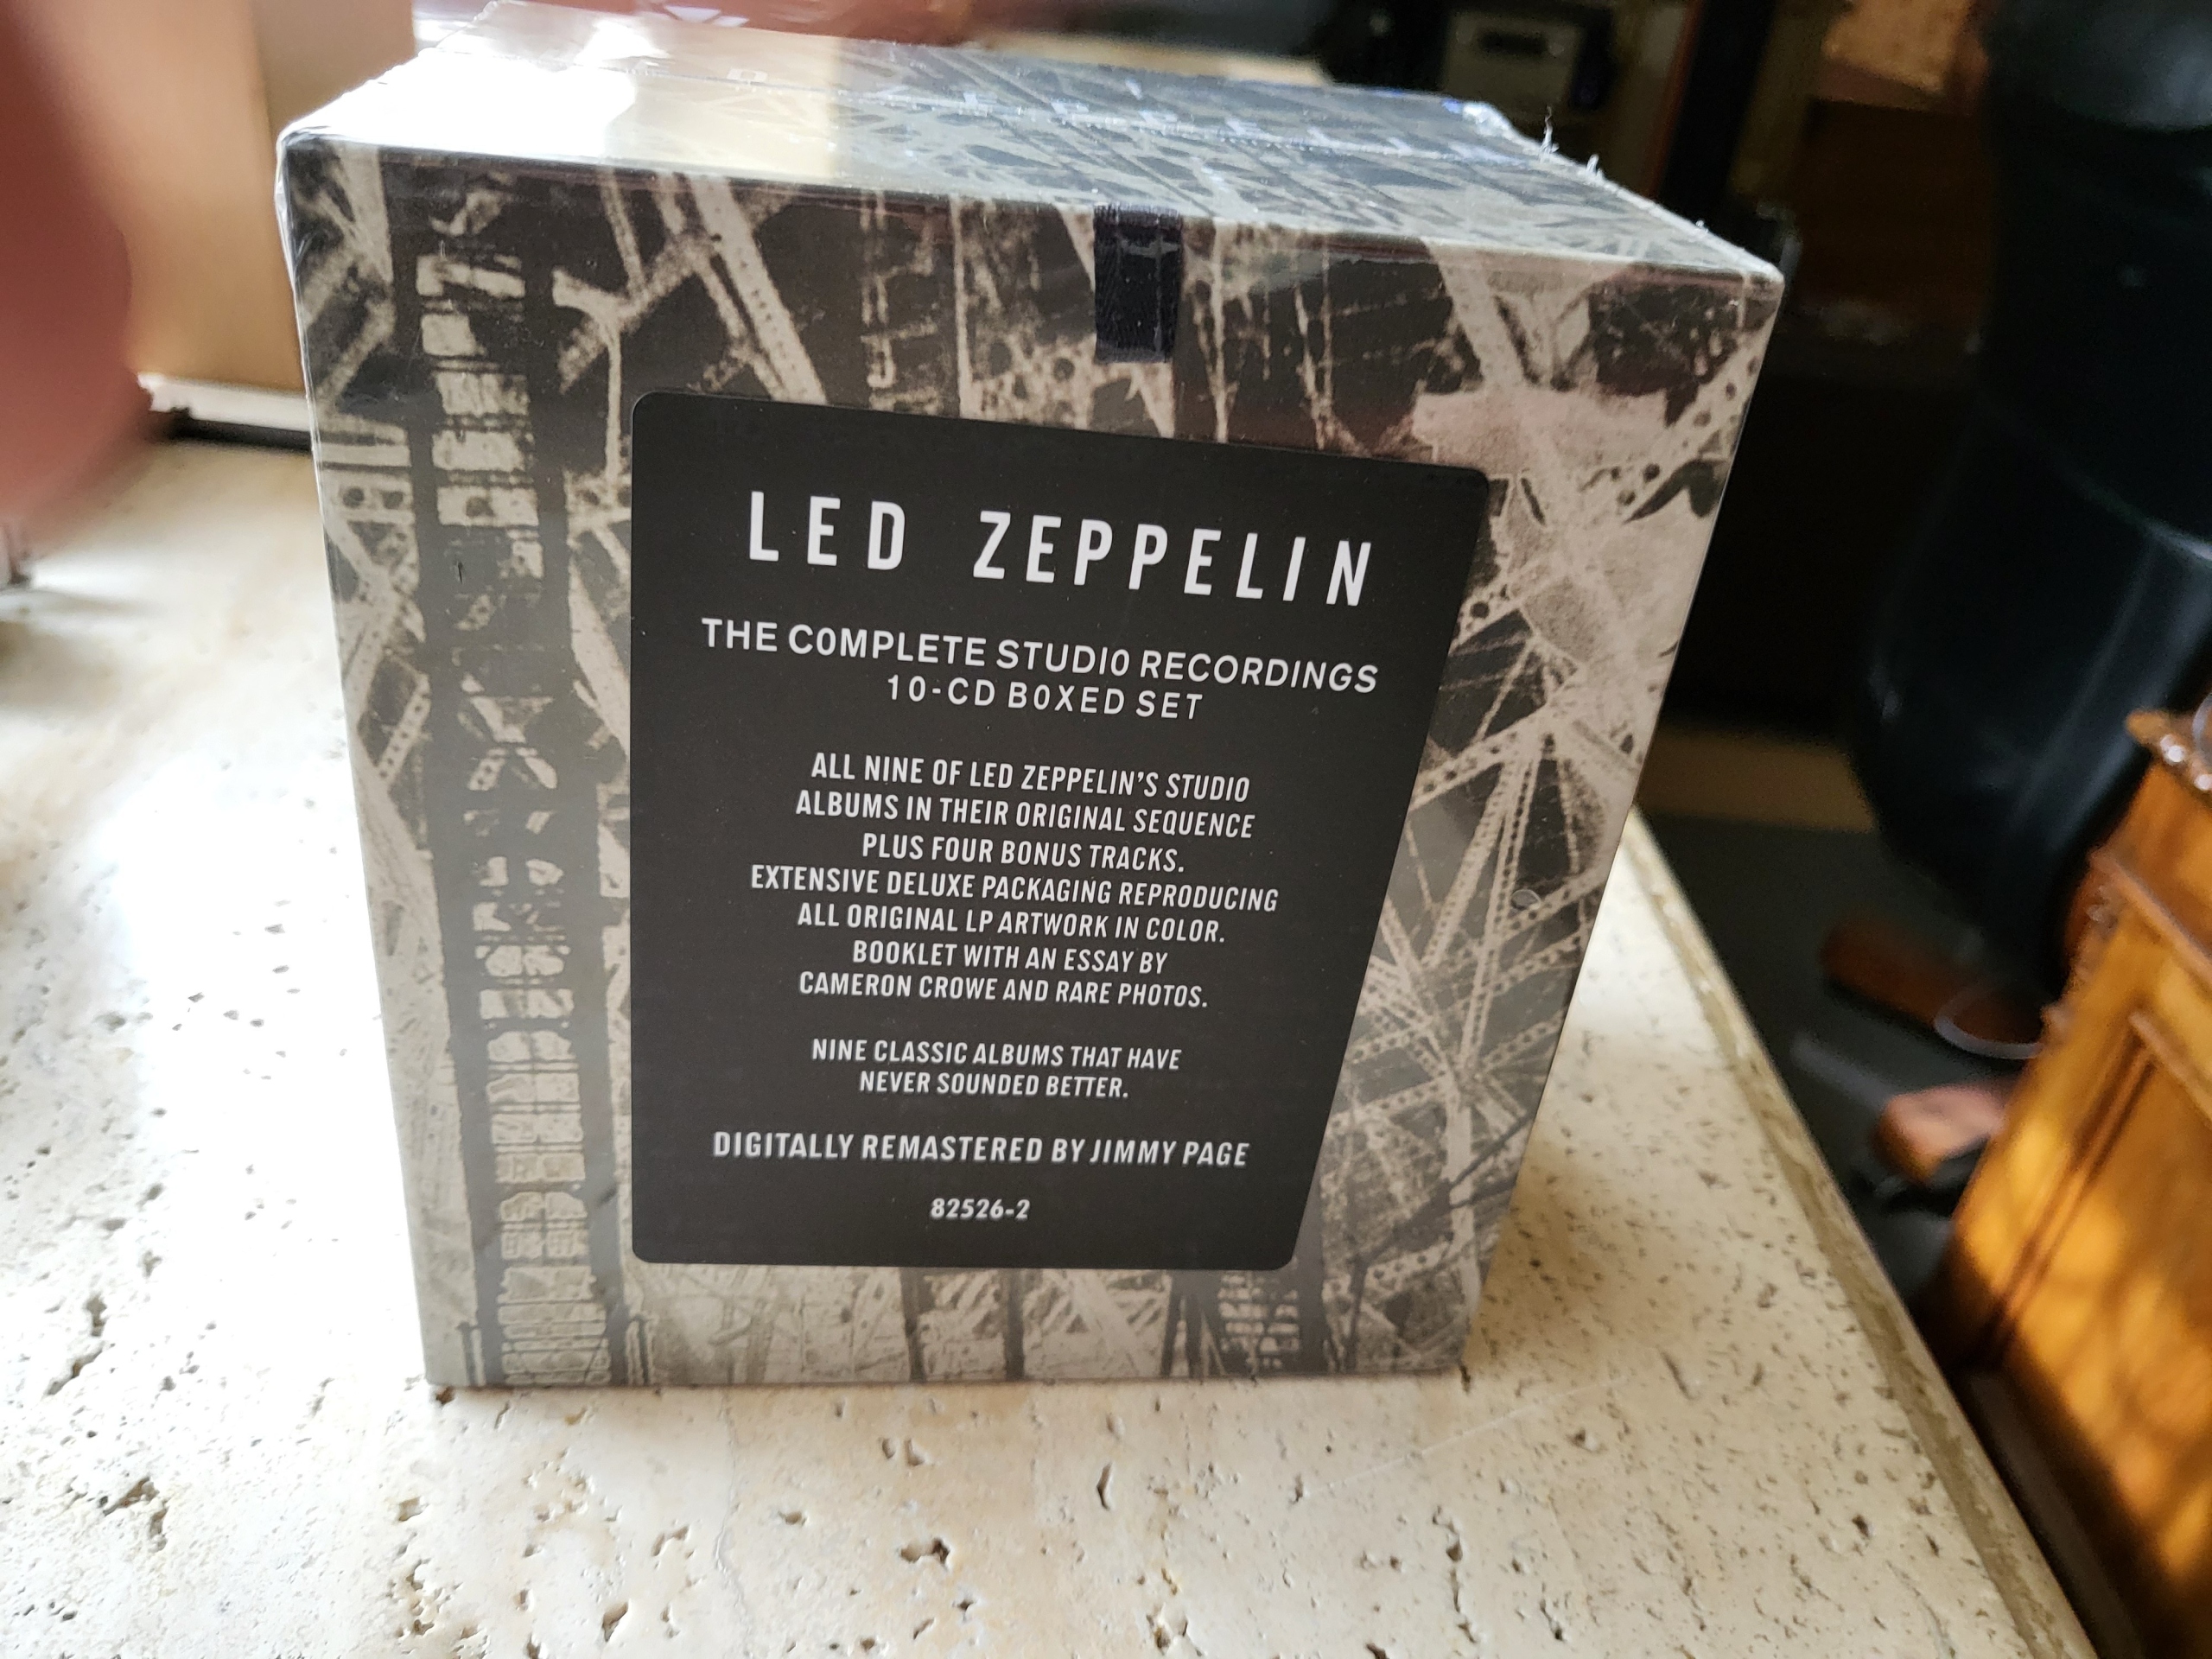 LED ZEPPELIN
THE COMPLETE STUDIO RECORDINGS
10-CD BOXED SET
ALL NINE OF LED ZEPPELIN'S STUDIO
ALBUMS IN THEIR ORIGINAL SEQUENCE
PLUS FOUR BONUS TRACKS.
EXTENSIVE DELUXE PACKAGING REPRODUCING
ALL ORIGINAL LP ARTWORK IN COLOR.
BOOKLET WITH AN ESSAY BY
CAMERON CROWE AND RARE PHOTOS.
NINE CLASSIC ALBUMS THAT HAVE
NEVER SOUNDED BETTER.
DIGITALLY REMASTERED BY JIMMY PAGE
82526-2